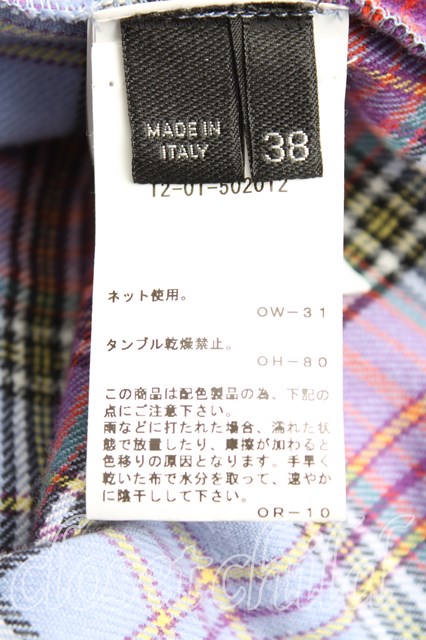 MADE IN
ITALY
38
12-01-502012
ネット使用。
OW-31
タンブル乾燥禁止。
OH-80
この商品は配色製品の為、下記の
点にご注意下さい。
雨などに打たれた場合、濡れた状
態で放置したり、摩擦が加わると
色移りの原因となります。手早く
乾いた布で水分を取って、速やか
に陰干しして下さい。
OR-10
closetchild